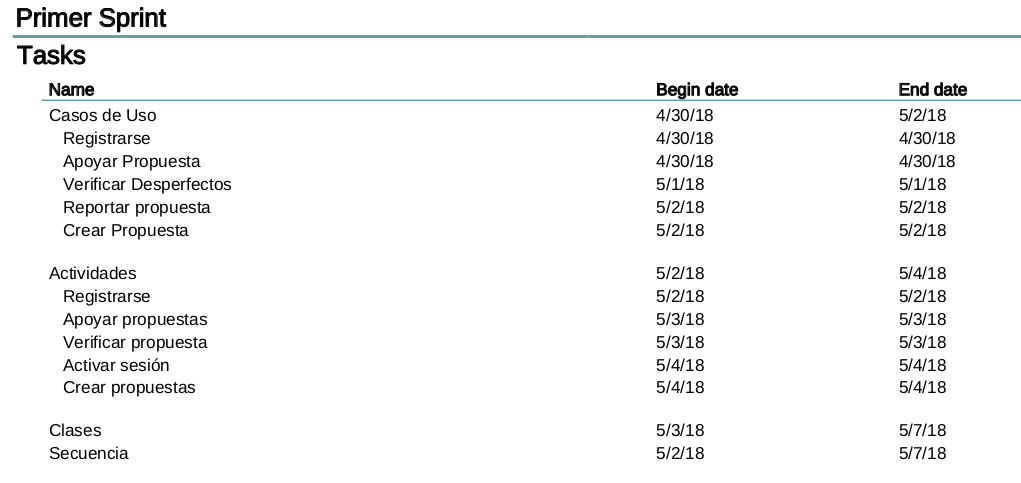 Primer Sprint
Tasks
Name Begin date End date
Casos de Uso 4/30/18 5/2/18
Registrarse 4/30/18 4/30/18
Apoyar Propuesta 4/30/18 4/30/18
Verificar Desperfectos 5/1/18 5/1/18
Reportar propuesta 5/2/18 5/2/18
Crear Propuesta 5/2/18 5/2/18
Actividades 5/2/18 5/4/18
Registrarse 5/2/18 5/2/18
Apoyar propuestas 5/3/18 5/3/18
Verificar propuesta 5/3/18 5/3/18
Activar sesión 5/4/18 5/4/18
Crear propuestas 5/4/18 5/4/18
Clases 5/3/18 5/7/18
Secuencia 5/2/18 5/7/18